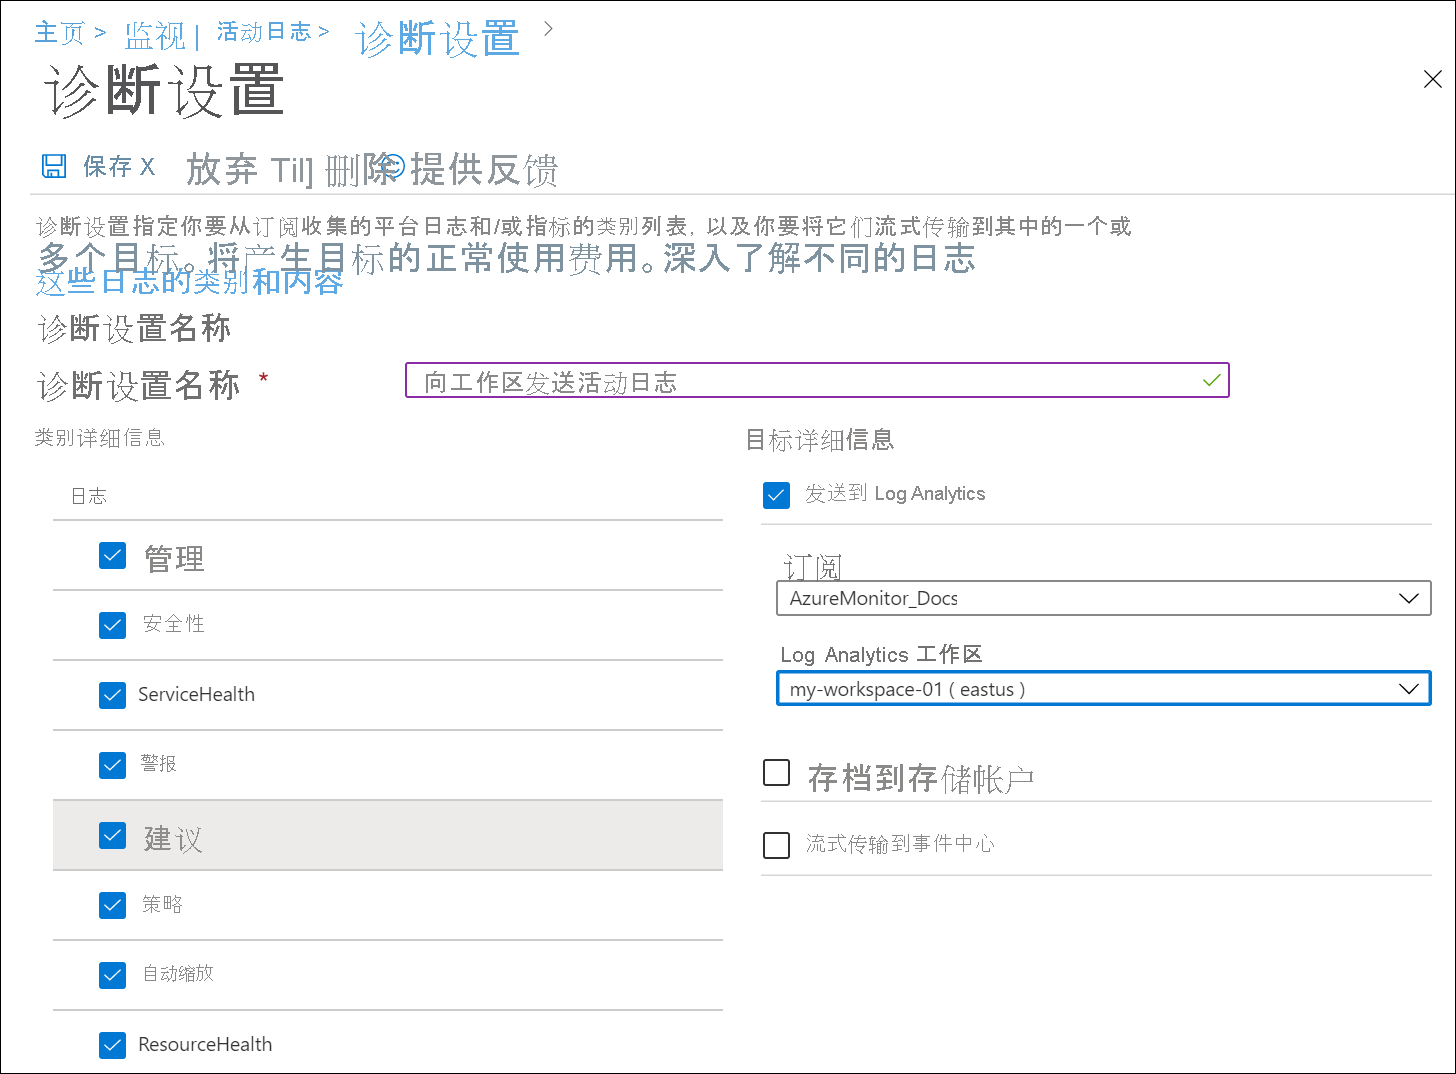 主页 > 监视 | 活动日志 > 诊断设置 >
诊断设置
保存 X 放弃 Til] 删除 提供反馈
诊断设置指定你要从订阅收集的平台日志和/或指标的类别列表, 以及你要将它们流式传输到其中的一个或
多个目标。将产生目标的正常使用费用。深入了解不同的日志
这些日志的类别和内容
诊断设置名称
诊断设置名称 *
向工作区发送活动日志
类别详细信息
目标详细信息
日志
发送到 Log Analytics
管理
订阅
AzureMonitor_Docs
安全性
Log Analytics 工作区
ServiceHealth
my-workspace-01 ( eastus )
警报
存档到存储帐户
建议
流式传输到事件中心
策略
自动缩放
ResourceHealth